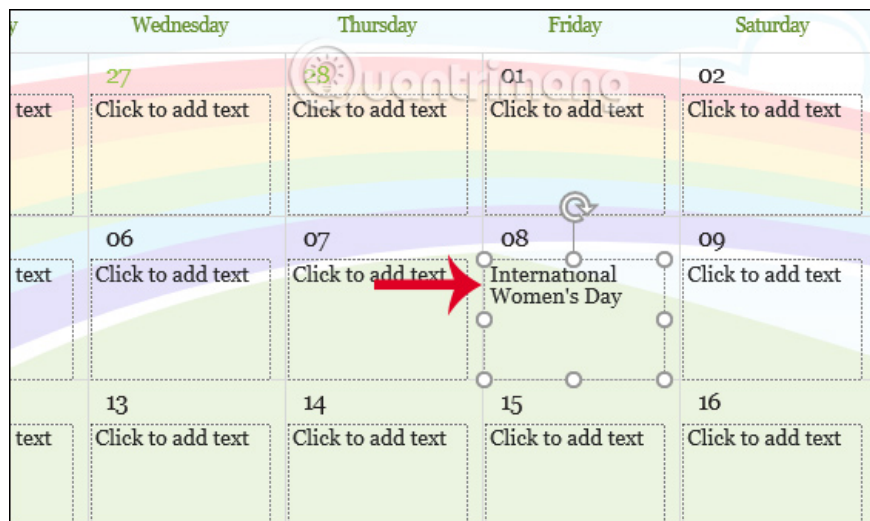 y Wednesday Thursday Friday Saturday
27 28 01 02
text Click to add text Click to add text Click to add text Click to add text
Quantrimang
06 07 08 09
text Click to add text Click to add text International Click to add text
Women's Day
13 14 15 16
text Click to add text Click to add text Click to add text Click to add text